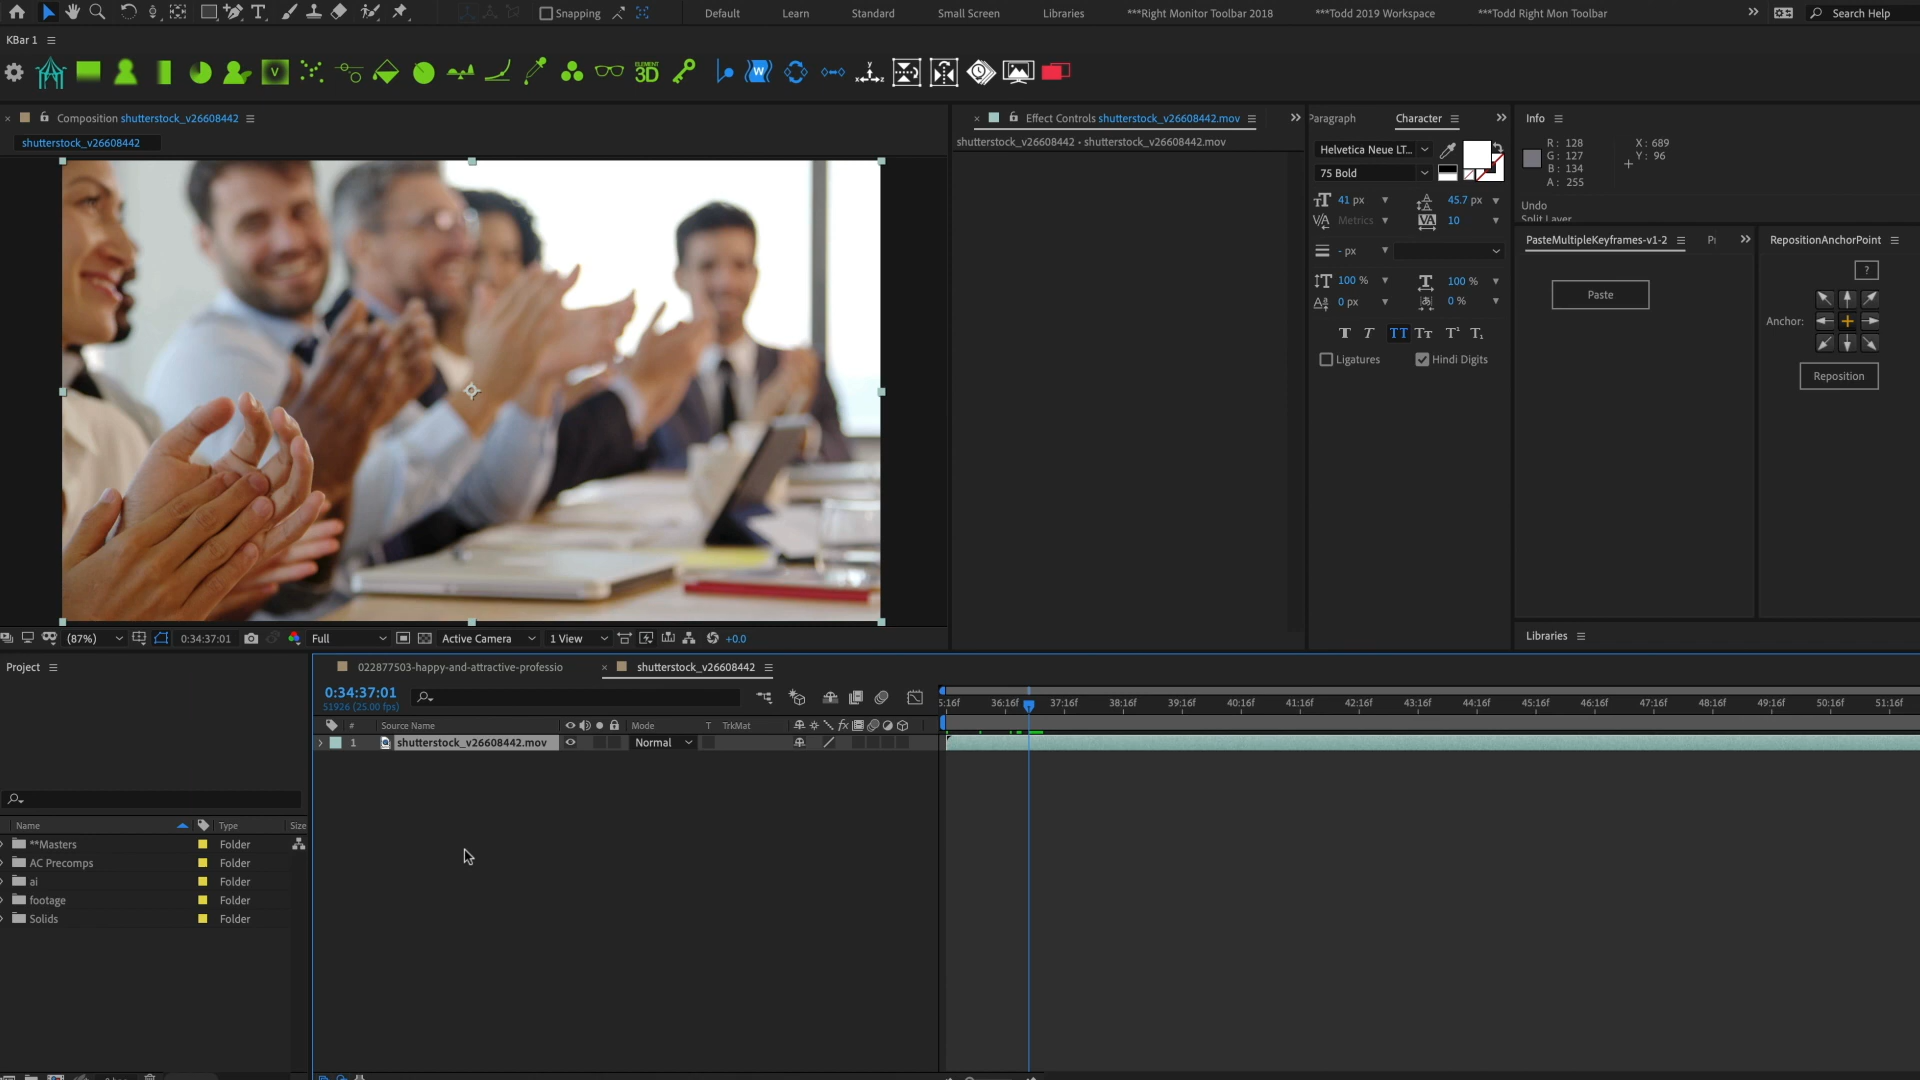 Snapping
Default
Learn
Standard
Small Screen
Libraries
***Right Monitor Toolbar 2018
***Todd 2019 Workspace
***Todd Right Mon Toolbar
Search Help
KBar 1
V
ELEMENT
3D
W
Composition shutterstock_v26608442
shutterstock_v26608442
Effect Controls shutterstock_v26608442.mov
shutterstock_v26608442 • shutterstock_v26608442.mov
Paragraph
Character
Helvetica Neue LT...
75 Bold
41 px
45.7 px
Metrics
10
- px
100 %
100 %
0 px
0 %
Ligatures
Hindi Digits
Info
R: 128
G: 127
B: 134
A: 255
X: 689
Y: 96
Undo
Split Layer
PasteMultipleKeyframes-v1-2
Pi
RepositionAnchorPoint
?
Paste
Anchor:
Reposition
Libraries
(87%)
0:34:37:01
Full
Active Camera
1 View
+0.0
Project
022877503-happy-and-attractive-professio
shutterstock_v26608442
0:34:37:01
51926 (25.00 fps)
5:16f
36:16f
37:16f
38:16f
39:16f
40:16f
41:16f
42:16f
43:16f
44:16f
45:16f
46:16f
47:16f
48:16f
49:16f
50:16f
51:16f
#
Source Name
Mode
T
TrkMat
1
shutterstock_v26608442.mov
Normal
Name
Type
Size
**Masters
Folder
AC Precomps
Folder
ai
Folder
footage
Folder
Solids
Folder